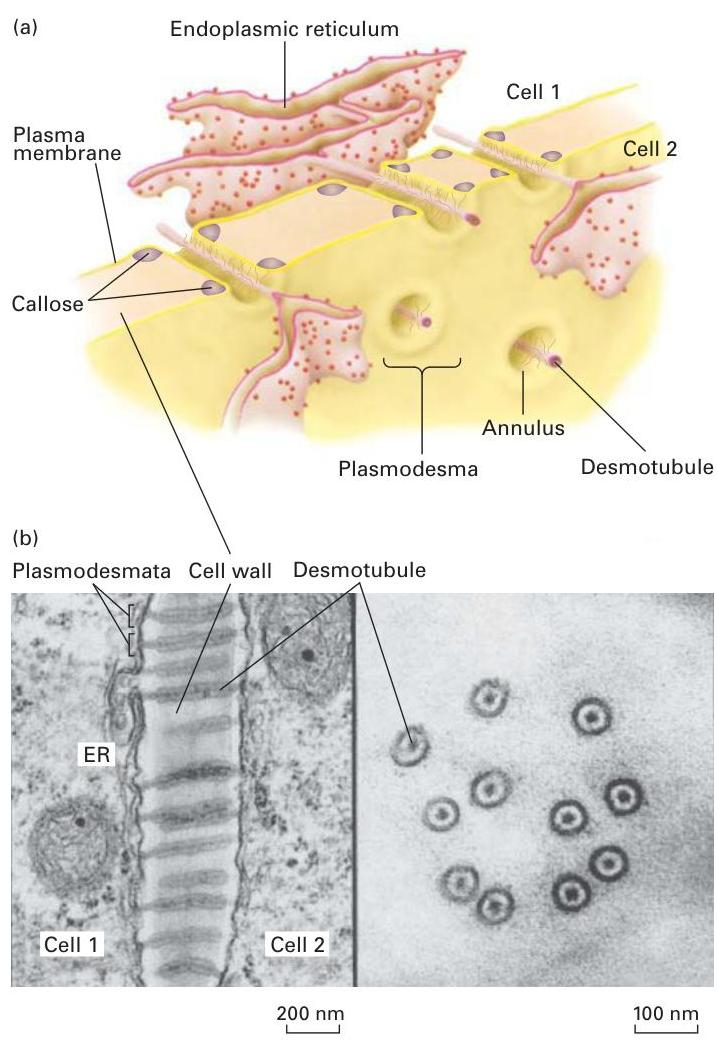 (a)
Endoplasmic reticulum
Cell 1
Plasma
membrane
Cell 2
Callose
Annulus
Plasmodesma
Desmotubule
(b)
Plasmodesmata
Cell wall
Desmotubule
ER
Cell 1
Cell 2
200 nm
100 nm